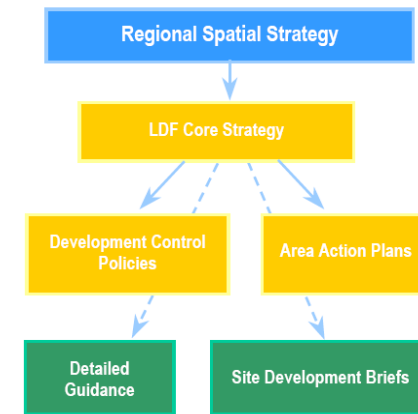 Regional Spatial Strategy
LDF Core Strategy
Development Control
Policies
Area Action Plans
Detailed
Guidance
Site Development Briefs